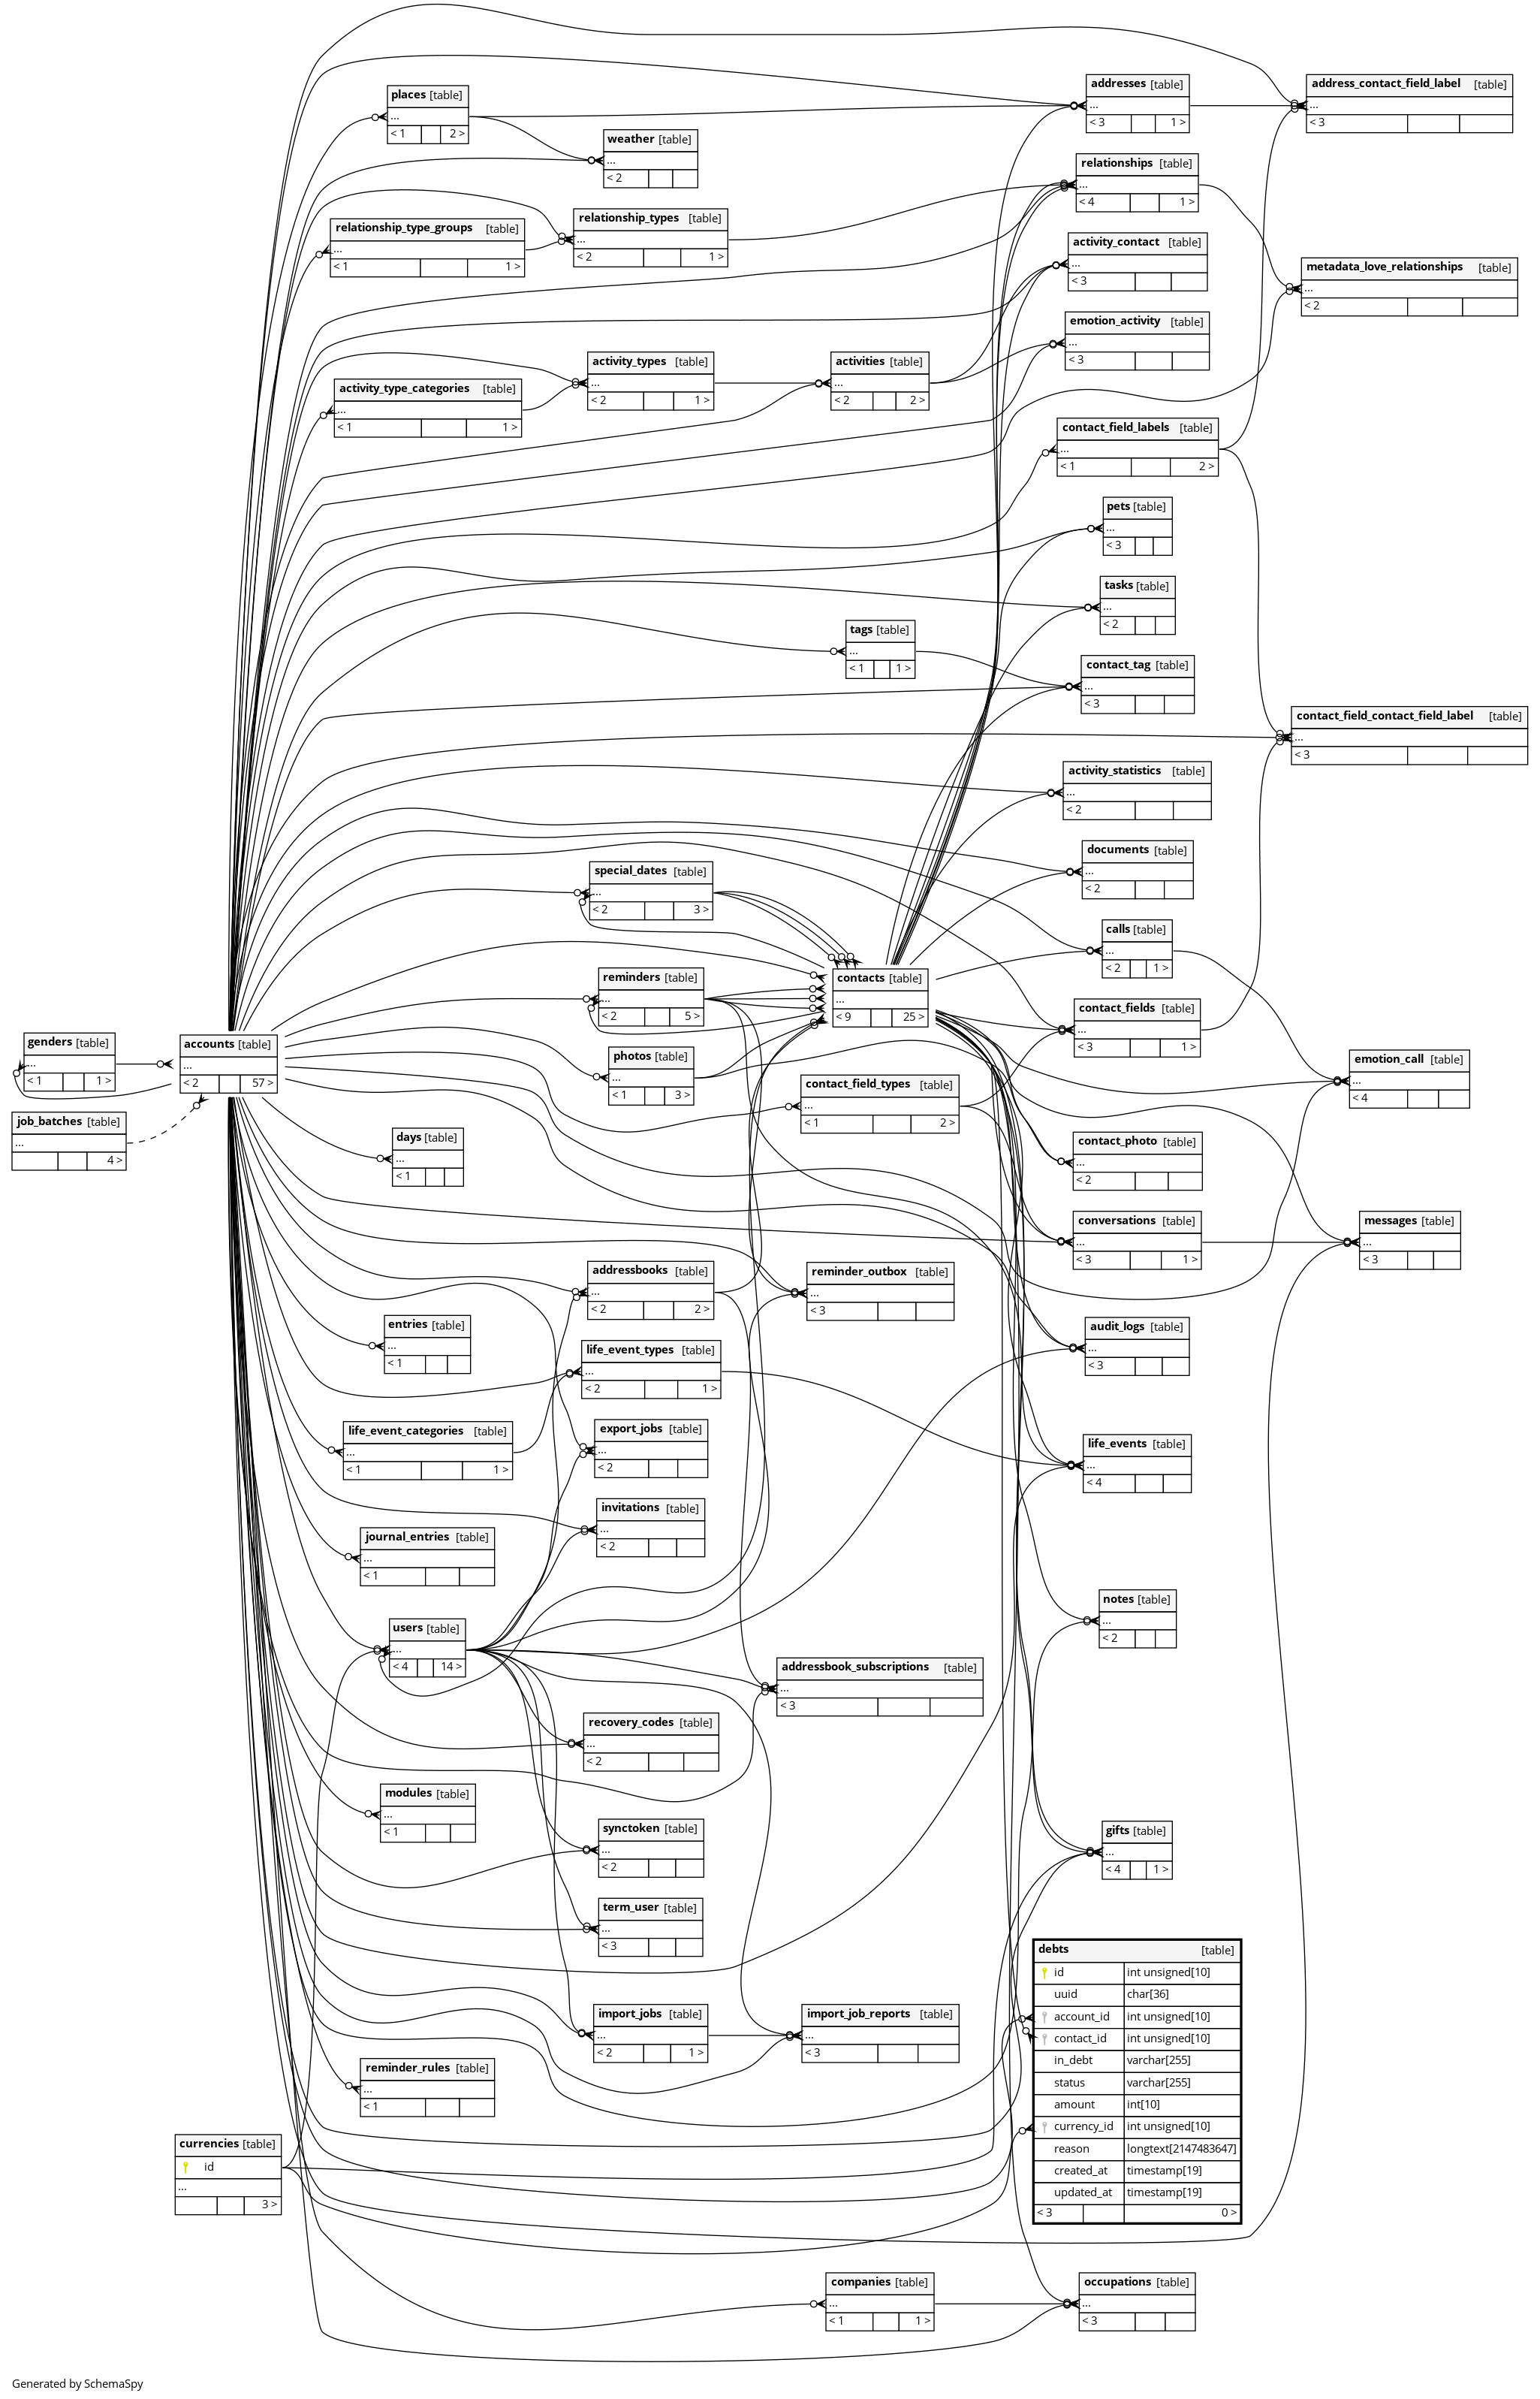 places [table]
...
< 1 2 >
weather [table]
...
< 2
addresses [table]
...
< 3 1 >
address_contact_field_label [table]
...
< 3
relationships [table]
...
< 4 1 >
relationship_type_groups [table]
...
< 1 1 >
relationship_types [table]
...
< 2 1 >
activity_contact [table]
...
< 3
metadata_love_relationships [table]
...
< 2
emotion_activity [table]
...
< 3
activity_type_categories [table]
...
< 1 1 >
activity_types [table]
...
< 2 1 >
activities [table]
...
< 2 2 >
contact_field_labels [table]
...
< 1 2 >
pets [table]
...
< 3
tasks [table]
...
< 2
tags [table]
...
< 1 1 >
contact_tag [table]
...
< 3
contact_field_contact_field_label [table]
...
< 3
activity_statistics [table]
...
< 2
documents [table]
...
< 2
special_dates [table]
...
< 2 3 >
calls [table]
...
< 2 1 >
reminders [table]
...
< 2 5 >
contacts [table]
...
< 9 25 >
contact_fields [table]
...
< 3 1 >
genders [table]
...
< 1 1 >
accounts [table]
...
< 2 57 >
photos [table]
...
< 1 3 >
contact_field_types [table]
...
< 1 2 >
emotion_call [table]
...
< 4
job_batches [table]
...
4 >
days [table]
...
< 1
contact_photo [table]
...
< 2
conversations [table]
...
< 3 1 >
messages [table]
...
< 3
addressbooks [table]
...
< 2 2 >
reminder_outbox [table]
...
< 3
entries [table]
...
< 1
audit_logs [table]
...
< 3
life_event_types [table]
...
< 2 1 >
life_event_categories [table]
...
< 1 1 >
export_jobs [table]
...
< 2
life_events [table]
...
< 4
invitations [table]
...
< 2
journal_entries [table]
...
< 1
notes [table]
...
< 2
users [table]
...
< 4 14 >
addressbook_subscriptions [table]
...
< 3
recovery_codes [table]
...
< 2
modules [table]
...
< 1
synctoken [table]
...
< 2
gifts [table]
...
< 4 1 >
term_user [table]
...
< 3
debts [table]
id int unsigned[10]
uuid char[36]
account_id int unsigned[10]
contact_id int unsigned[10]
in_debt varchar[255]
status varchar[255]
amount int[10]
currency_id int unsigned[10]
reason longtext[2147483647]
created_at timestamp[19]
updated_at timestamp[19]
< 3 0 >
import_jobs [table]
...
< 2 1 >
import_job_reports [table]
...
< 3
reminder_rules [table]
...
< 1
currencies [table]
id
...
3 >
companies [table]
...
< 1 1 >
occupations [table]
...
< 3
Generated by SchemaSpy